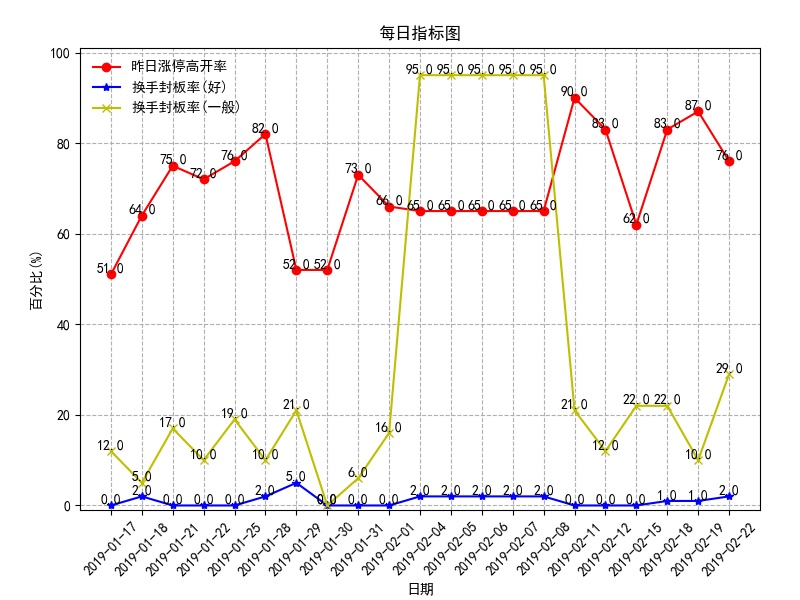 每日指标图
昨日涨停高开率
换手封板率(好)
换手封板率(一般)
百分比(%)
100
80
60
40
20
0
51.0 64.0 75.0 72.0 76.0 82.0 52.0 52.0 73.0 66.0 65.0 65.0 65.0 65.0 65.0 90.0 83.0 62.0 83.0 87.0 76.0
12.0 5.0 17.0 10.0 19.0 10.0 21.0 0.0 6.0 16.0 95.0 95.0 95.0 95.0 95.0 21.0 12.0 22.0 22.0 10.0 29.0
0.0 2.0 0.0 0.0 0.0 2.0 5.0 0.0 0.0 0.0 2.0 2.0 2.0 2.0 2.0 0.0 0.0 0.0 1.0 1.0 2.0
2019-01-17 2019-01-18 2019-01-21 2019-01-22 2019-01-25 2019-01-28 2019-01-29 2019-01-30 2019-01-31 2019-02-01 2019-02-04 2019-02-05 2019-02-06 2019-02-07 2019-02-08 2019-02-11 2019-02-12 2019-02-15 2019-02-18 2019-02-19 2019-02-22
日期